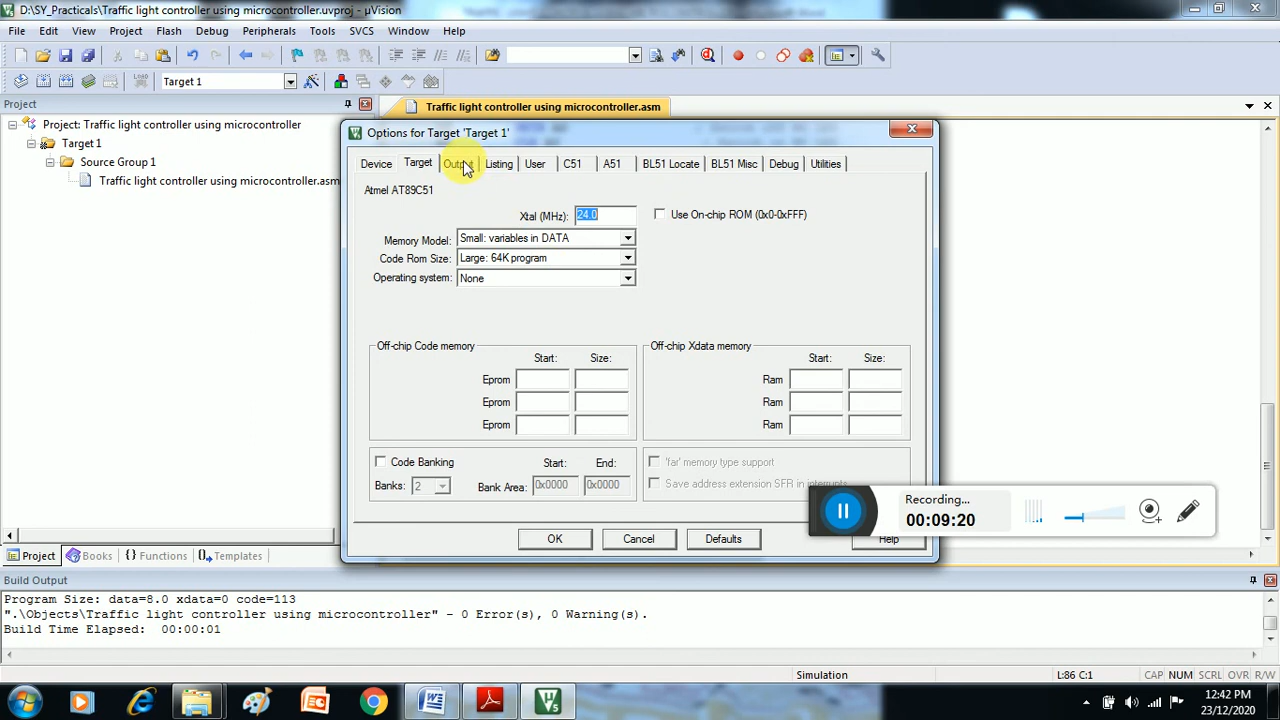 D:\SY_Practicals\Traffic light controller using microcontroller.uvproj - µVision
File Edit View Project Flash Debug Peripherals Tools SVCS Window Help
Target 1
Project
Traffic light controller using microcontroller.asm
Project: Traffic light controller using microcontroller
Target 1
Source Group 1
Traffic light controller using microcontroller.asm
Options for Target 'Target 1'
Device Target Output Listing User C51 A51 BL51 Locate BL51 Misc Debug Utilities
Atmel AT89C51
Xtal (MHz): 24.0
Use On-chip ROM (0x0-0xFFF)
Memory Model: Small: variables in DATA
Code Rom Size: Large: 64K program
Operating system: None
Off-chip Code memory
Start: Size:
Eprom
Eprom
Eprom
Off-chip Xdata memory
Start: Size:
Ram
Ram
Ram
Code Banking Start: End:
Banks: 2 Bank Area: 0x0000 0x0000
'far' memory type support
Save address extension SFR in interrupts
OK Cancel Defaults Help
Recording...
00:09:20
Project Books {} Functions Templates
Build Output
Program Size: data=8.0 xdata=0 code=113
".\Objects\Traffic light controller using microcontroller" - 0 Error(s), 0 Warning(s).
Build Time Elapsed: 00:00:01
Simulation L:86 C:1 CAP NUM SCRL OVR R/W
12:42 PM
23/12/2020